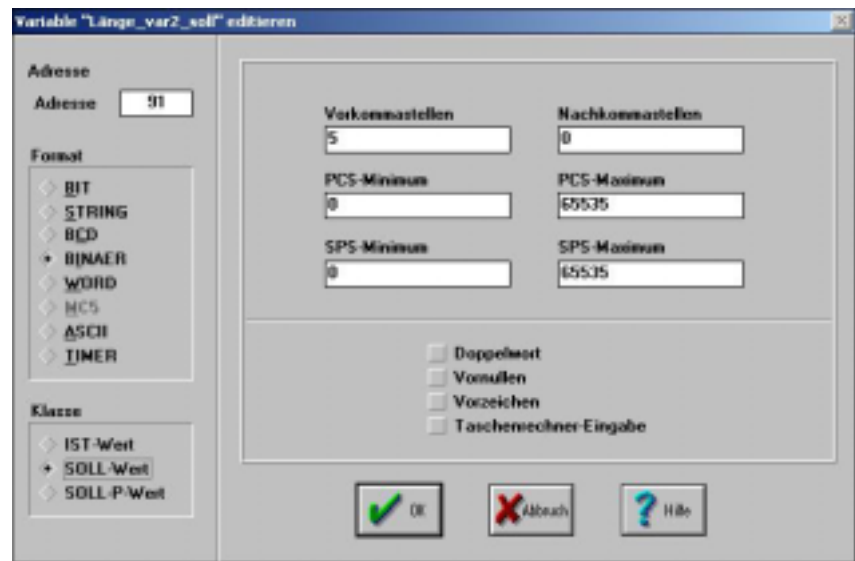 Variable "Länge_var2_soll" editieren
Adresse
Adresse 91
Format
BIT
STRING
BCD
BINAER
WORD
MC5
ASCII
TIMER
Klasse
IST-Wert
SOLL-Wert
SOLL-P-Wert
Vorkommastellen Nachkommastellen
5 0
PCS-Minimum PCS-Maximum
0 65535
SPS-Minimum SPS-Maximum
0 65535
Doppelwort
Vornullen
Vorzeichen
Taschenrechner-Eingabe
OK Abbruch Hilfe